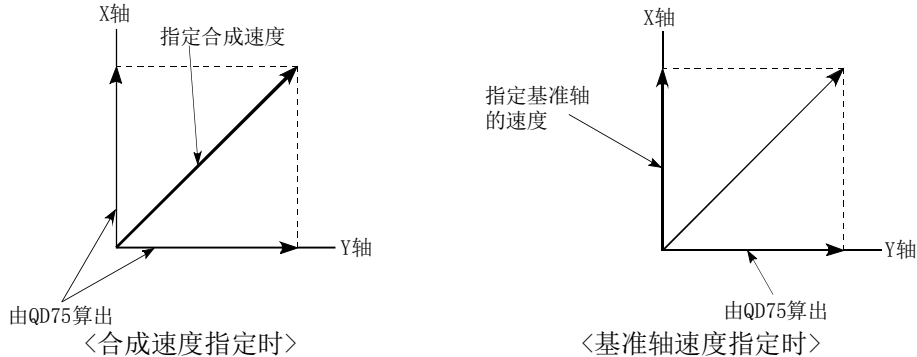 X轴
指定合成速度
Y轴
由QD75算出
<合成速度指定时>
X轴
指定基准轴
的速度
Y轴
由QD75算出
<基准轴速度指定时>